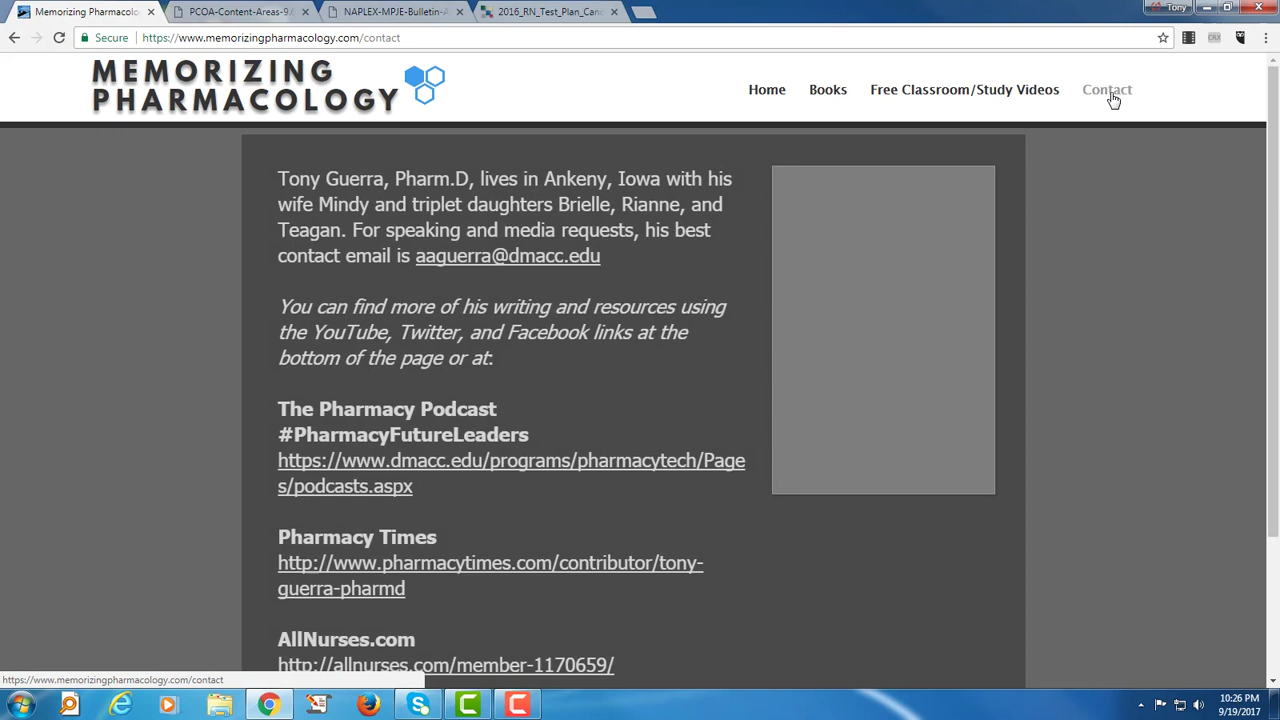 Memorizing Pharmacolog
PCOA-Content-Areas-9/
NAPLEX-MPJE-Bulletin-
2016_RN_Test_Plan_Can
Tony
Secure
https://www.memorizingpharmacology.com/contact
MEMORIZING
PHARMACOLOGY
Home
Books
Free Classroom/Study Videos
Contact
Tony Guerra, Pharm.D, lives in Ankeny, Iowa with his
wife Mindy and triplet daughters Brielle, Rianne, and
Teagan. For speaking and media requests, his best
contact email is aaguerra@dmacc.edu
You can find more of his writing and resources using
the YouTube, Twitter, and Facebook links at the
bottom of the page or at:
The Pharmacy Podcast
#PharmacyFutureLeaders
https://www.dmacc.edu/programs/pharmacytech/Page
s/podcasts.aspx
Pharmacy Times
http://www.pharmacytimes.com/contributor/tony-
guerra-pharmd
AllNurses.com
http://allnurses.com/member-1170659/
https://www.memorizingpharmacology.com/contact
10:26 PM
9/19/2017